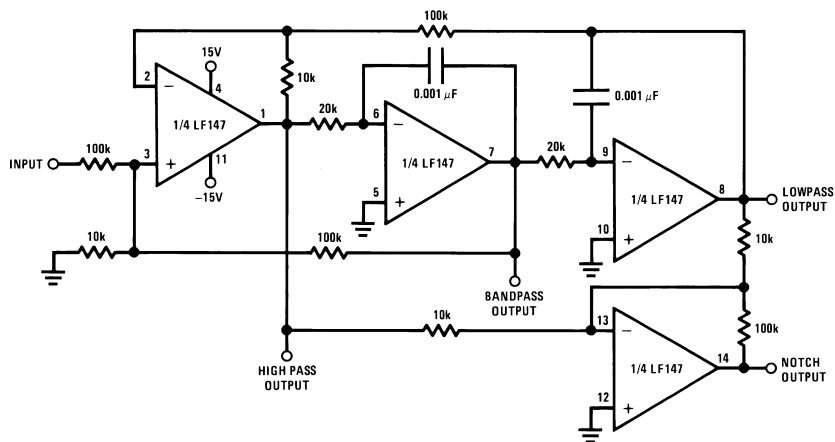 100k
15V
2
4
10k
0.001 μF
0.001 μF
1/4 LF147
1
20k
6
100k
1/4 LF147
7
20k
9
INPUT
3
11
–15V
5
1/4 LF147
8
LOWPASS
OUTPUT
10
10k
10k
100k
BANDPASS
OUTPUT
10k
13
100k
1/4 LF147
14
NOTCH
OUTPUT
HIGH PASS
OUTPUT
12